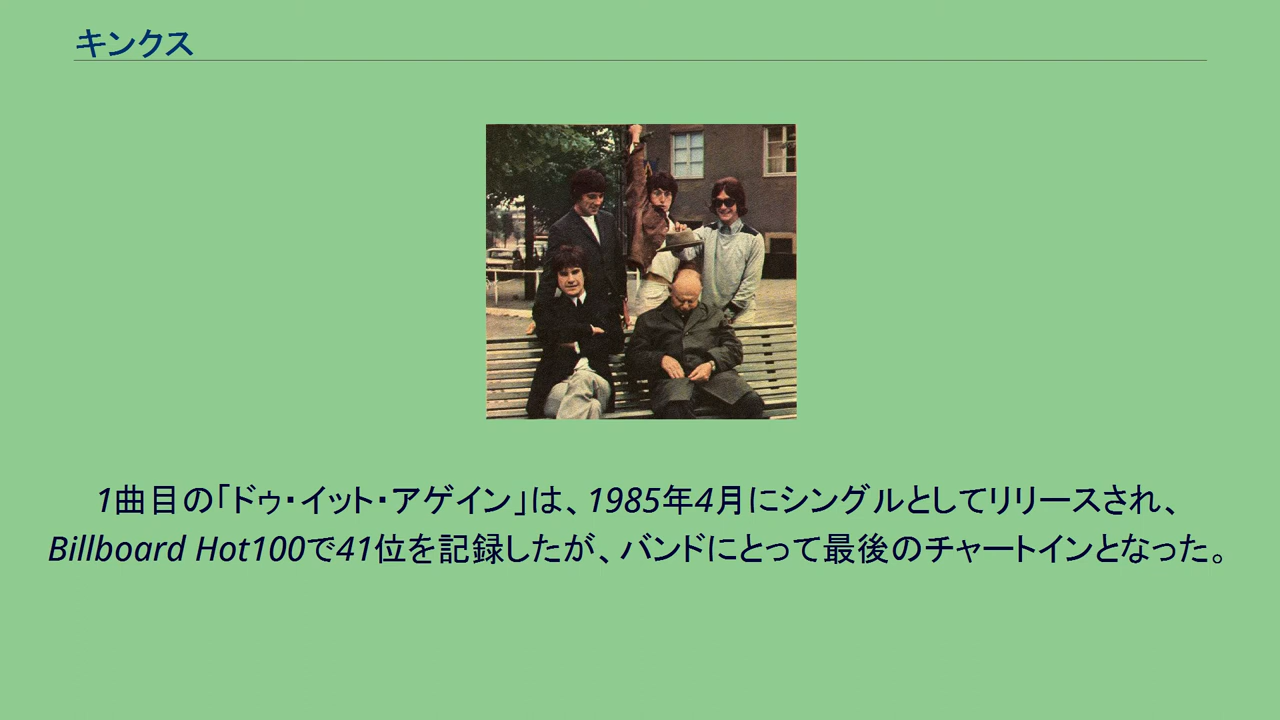 キンクス
1曲目の「ドゥ・イット・アゲイン」は、1985年4月にシングルとしてリリースされ、
Billboard Hot100で41位を記録したが、バンドにとって最後のチャートインとなった。